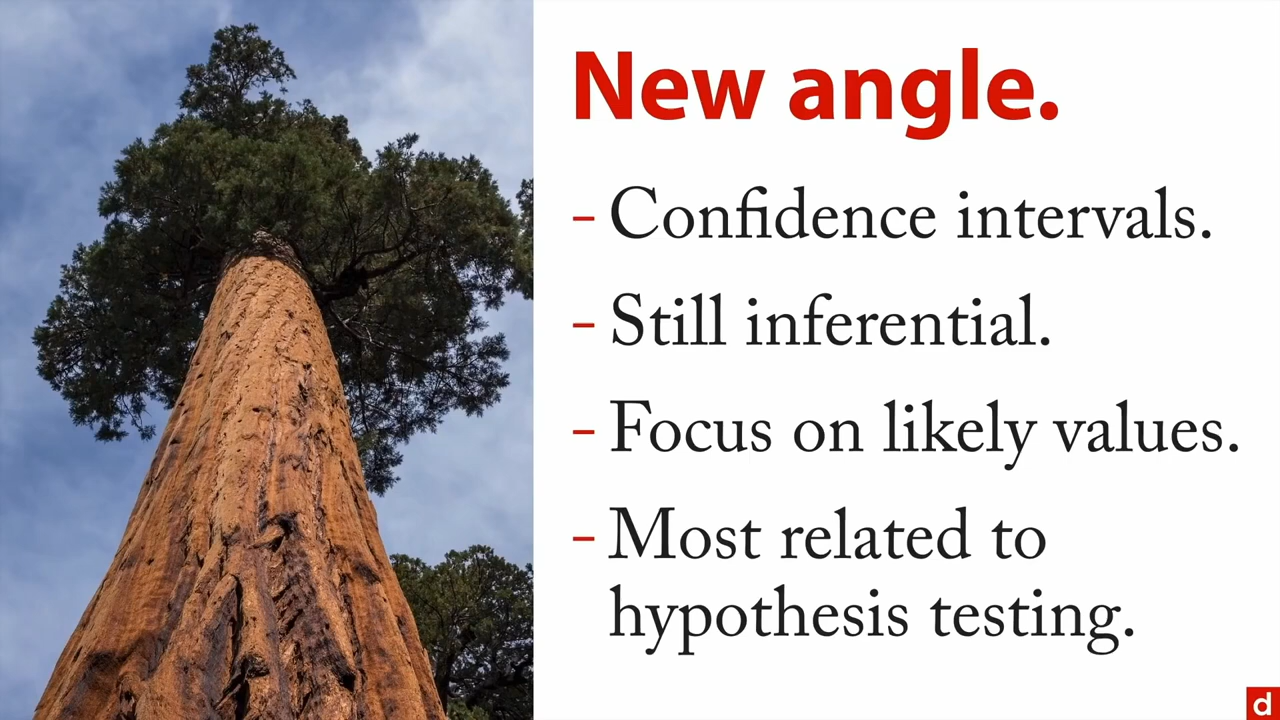 New angle.
– Confidence intervals.
– Still inferential.
– Focus on likely values.
– Most related to
hypothesis testing.
d